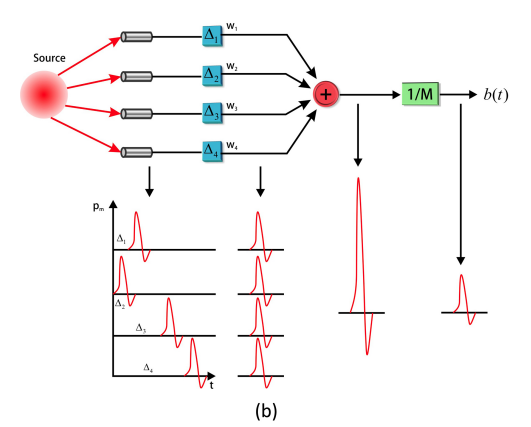 Source
Δ₁ w₁
Δ₂ w₂
Δ₃ w₃
Δ₄ w₄
+
1/M
b(t)
pₘ
Δ₁
Δ₂
Δ₃
Δ₄
t
(b)